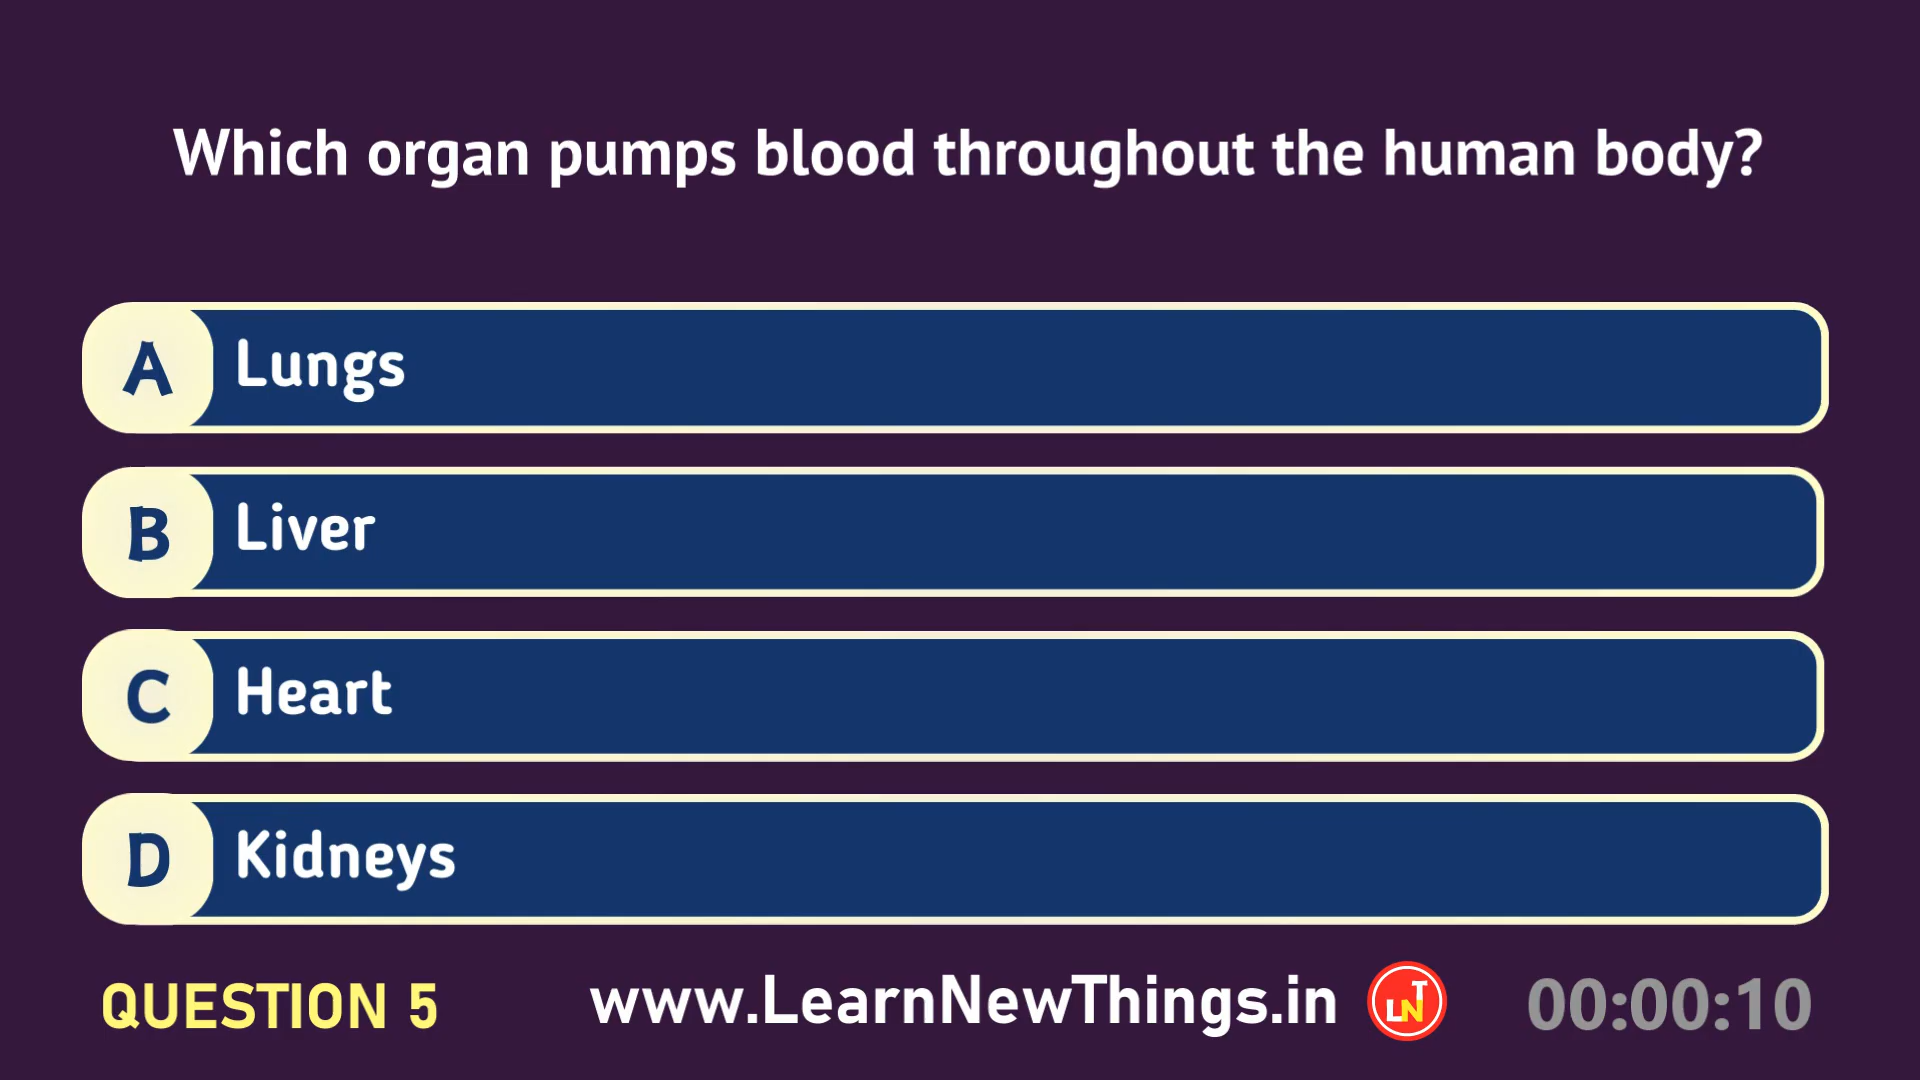 Which organ pumps blood throughout the human body?
A Lungs
B Liver
C Heart
D Kidneys
QUESTION 5 www.LearnNewThings.in LNT 00:00:10